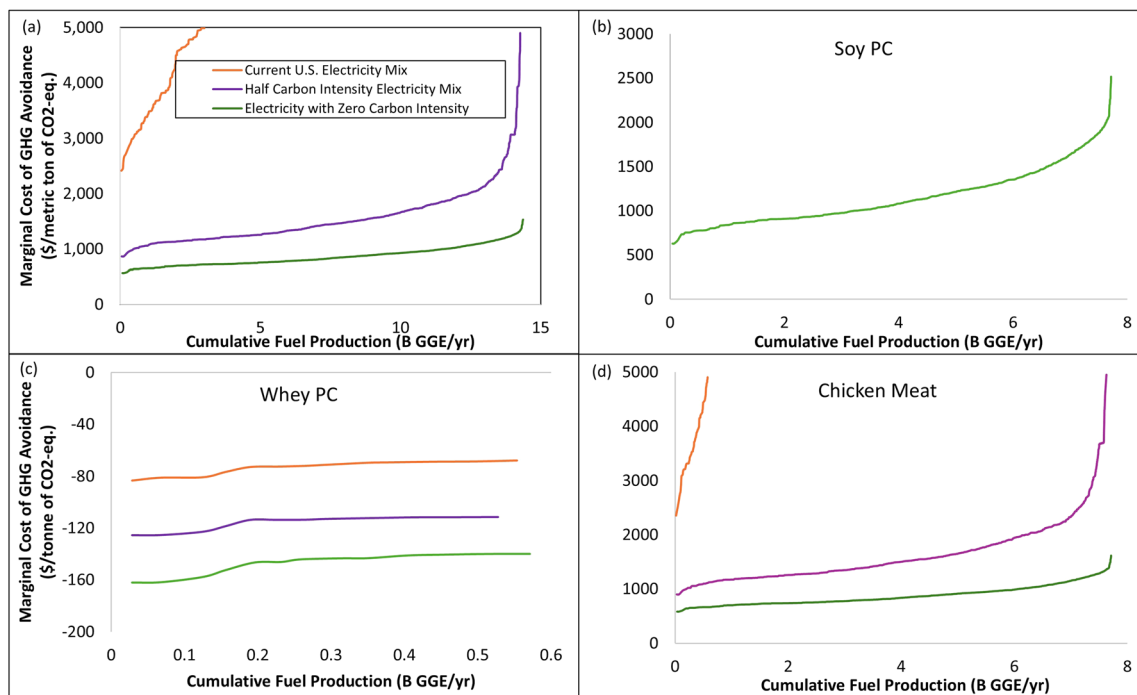 (a)
5,000
4,000
3,000
2,000
1,000
0
Marginal Cost of GHG Avoidance
($/metric ton of CO2-eq.)
Current U.S. Electricity Mix
Half Carbon Intensity Electricity Mix
Electricity with Zero Carbon Intensity
0 5 10 15
Cumulative Fuel Production (B GGE/yr)
(b)
Soy PC
3000
2500
2000
1500
1000
500
0
0 2 4 6 8
Cumulative Fuel Production (B GGE/yr)
(c)
Whey PC
0
-40
-80
-120
-160
-200
Marginal Cost of GHG Avoidance
($/tonne of CO2-eq.)
0 0.1 0.2 0.3 0.4 0.5 0.6
Cumulative Fuel Production (B GGE/yr)
(d)
Chicken Meat
5000
4000
3000
2000
1000
0
0 2 4 6 8
Cumulative Fuel Production (B GGE/yr)